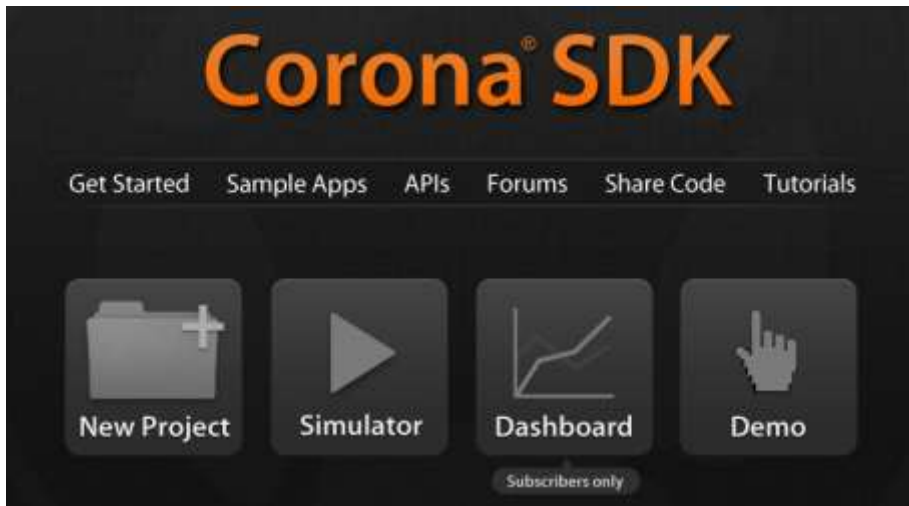 Corona® SDK
Get Started Sample Apps APIs Forums Share Code Tutorials
New Project Simulator Dashboard Demo
Subscribers only